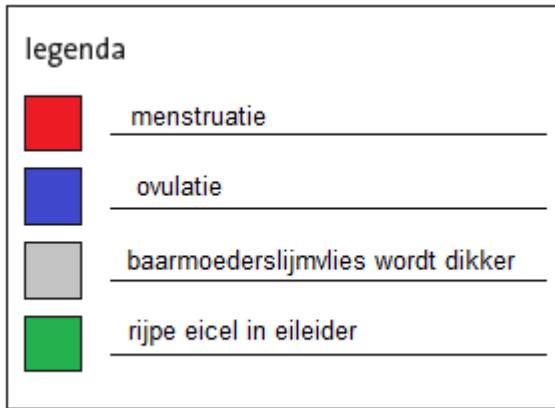 legenda
menstruatie
ovulatie
baarmoederslijmvlies wordt dikker
rijpe eicel in eileider